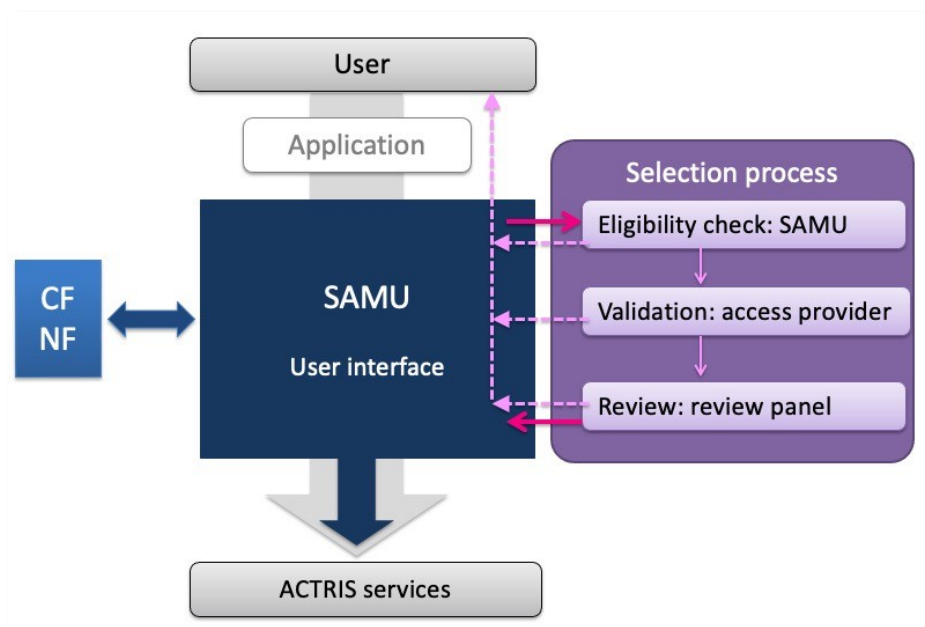 User
Application
Selection process
Eligibility check: SAMU
CF
NF
SAMU
Validation: access provider
User interface
Review: review panel
ACTRIS services